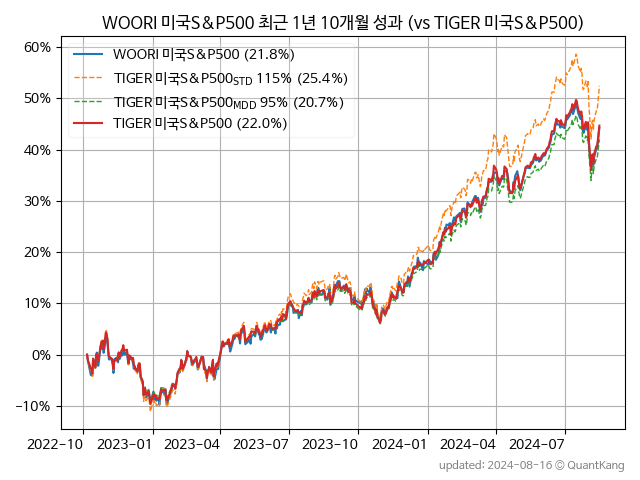 WOORI 미국S&P500 최근 1년 10개월 성과 (vs TIGER 미국S&P500)
WOORI 미국S&P500 (21.8%)
TIGER 미국S&P500STD 115% (25.4%)
TIGER 미국S&P500MDD 95% (20.7%)
TIGER 미국S&P500 (22.0%)
60%
50%
40%
30%
20%
10%
0%
−10%
2022-10 2023-01 2023-04 2023-07 2023-10 2024-01 2024-04 2024-07
updated: 2024-08-16 © QuantKang